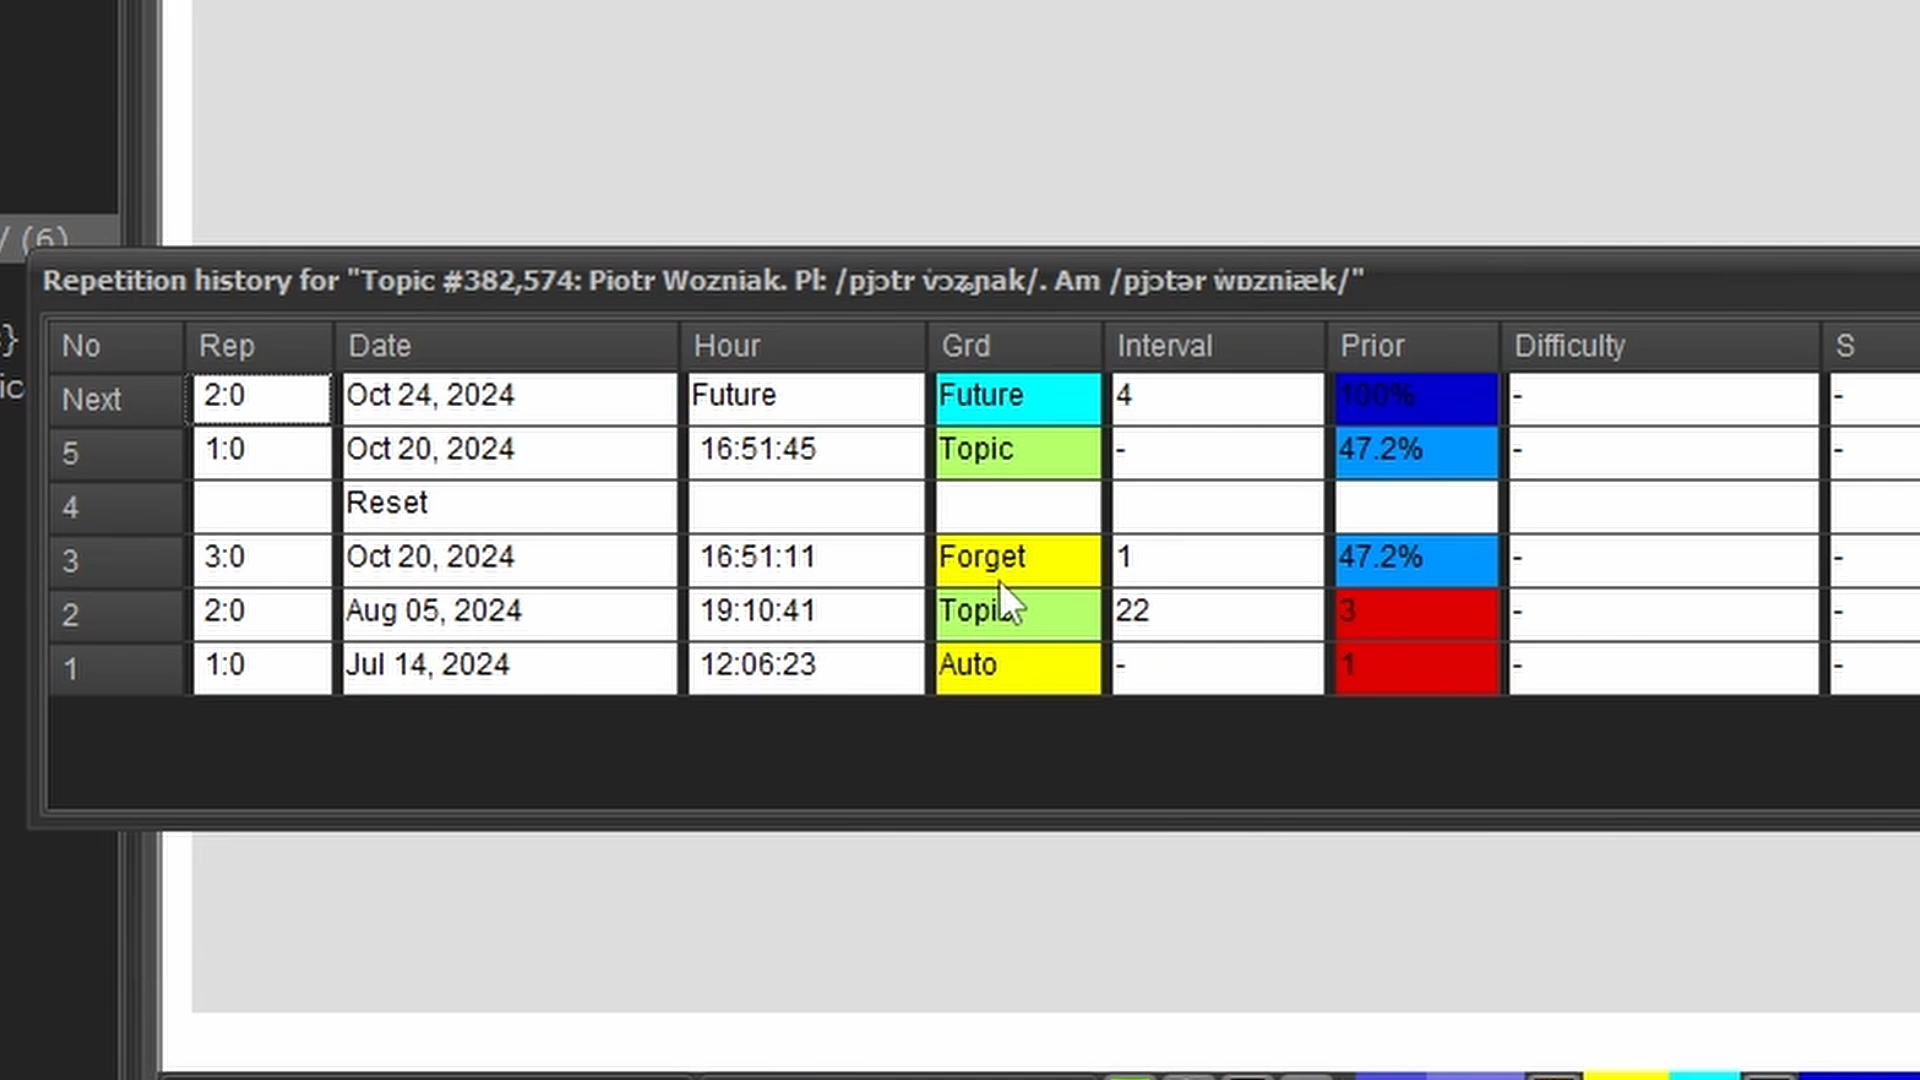 / (6)
Repetition history for "Topic #382,574: Piotr Wozniak. Pl: /pjɔtr ˈvɔʑɲak/. Am /pjɔtər ˈwɒzniæk/"
}
ic
No Rep Date Hour Grd Interval Prior Difficulty S
Next 2:0 Oct 24, 2024 Future Future 4 100% - -
5 1:0 Oct 20, 2024 16:51:45 Topic - 47.2% - -
4 Reset
3 3:0 Oct 20, 2024 16:51:11 Forget 1 47.2% - -
2 2:0 Aug 05, 2024 19:10:41 Topic 22 3 - -
1 1:0 Jul 14, 2024 12:06:23 Auto - 1 - -